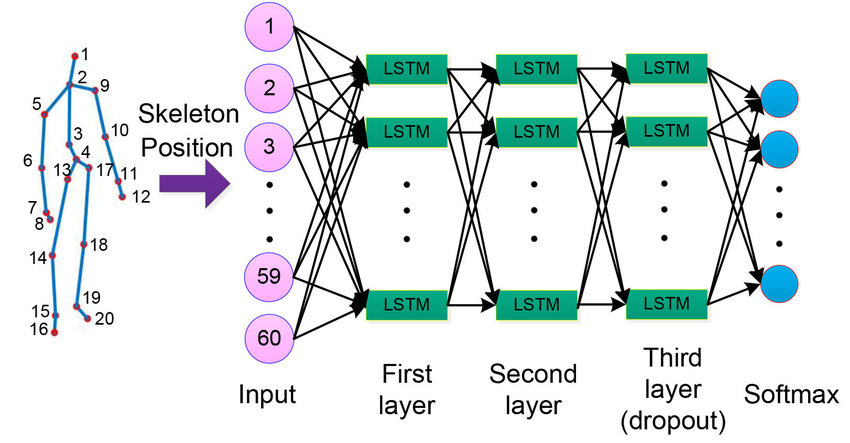 1
2
9
5
3
10
4
6
13
17
11
12
7
8
14
18
15
19
16
20
Skeleton
Position
1
2
3
59
60
LSTM
LSTM
LSTM
LSTM
LSTM
LSTM
LSTM
LSTM
LSTM
Input
First
layer
Second
layer
Third
layer
(dropout)
Softmax